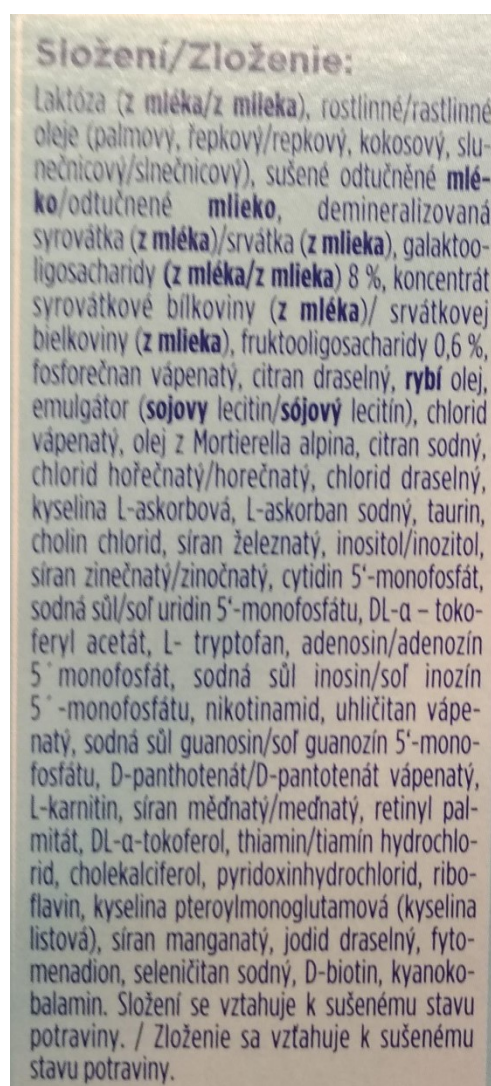 Složení/Zloženie:
Laktóza (z mléka/z mlieka), rostlinné/rastlinné
oleje (palmový, řepkový/repkový, kokosový, slu-
nečnicový/slnečnicový), sušené odtučněné mlé-
ko/odtučnené mlieko, demineralizovaná
syrovátka (z mléka)/srvátka (z mlieka), galaktoo-
ligosacharidy (z mléka/z mlieka) 8 %, koncentrát
syrovátkové bílkoviny (z mléka)/ srvátkovej
bielkoviny (z mlieka), fruktooligosacharidy 0,6 %,
fosforečnan vápenatý, citran draselný, rybí olej,
emulgátor (sojovy lecitin/sójový lecitín), chlorid
vápenatý, olej z Mortierella alpina, citran sodný,
chlorid hořečnatý/horečnatý, chlorid draselný,
kyselina L-askorbová, L-askorban sodný, taurin,
cholin chlorid, síran železnatý, inositol/inozitol,
síran zinečnatý/zinočnatý, cytidin 5‘-monofosfát,
sodná sůl/soľ uridin 5‘-monofosfátu, DL-α – toko-
feryl acetát, L- tryptofan, adenosin/adenozín
5´monofosfát, sodná sůl inosin/soľ inozín
5´-monofosfátu, nikotinamid, uhličitan vápe-
natý, sodná sůl guanosin/soľ guanozín 5‘-mono-
fosfátu, D-panthotenát/D-pantotenát vápenatý,
L-karnitin, síran měďnatý/meďnatý, retinyl pal-
mitát, DL-α-tokoferol, thiamin/tiamín hydrochlo-
rid, cholekalciferol, pyridoxinhydrochlorid, ribo-
flavin, kyselina pteroylmonoglutamová (kyselina
listová), síran manganatý, jodid draselný, fyto-
menadion, seleničitan sodný, D-biotin, kyanoko-
balamin. Složení se vztahuje k sušenému stavu
potraviny. / Zloženie sa vzťahuje k sušenému
stavu potraviny.